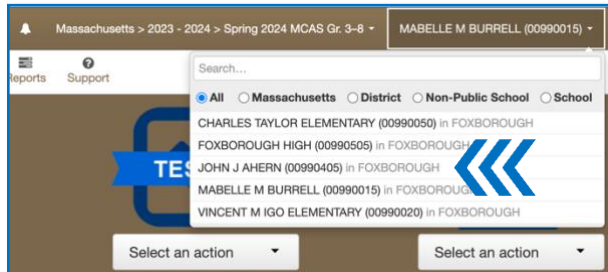 Massachusetts > 2023 - 2024 > Spring 2024 MCAS Gr. 3–8
MABELLE M BURRELL (00990015)
Reports
Support
Search...
All Massachusetts District Non-Public School School
CHARLES TAYLOR ELEMENTARY (00990050) in FOXBOROUGH
FOXBOROUGH HIGH (00990505) in FOXBOROUGH
JOHN J AHERN (00990405) in FOXBOROUGH
MABELLE M BURRELL (00990015) in FOXBOROUGH
VINCENT M IGO ELEMENTARY (00990020) in FOXBOROUGH
TES
Select an action
Select an action